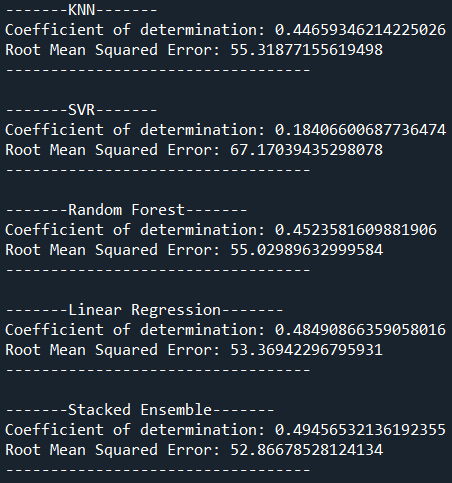 -------KNN-------
Coefficient of determination: 0.44659346214225026
Root Mean Squared Error: 55.31877155619498
----------------------------------
-------SVR-------
Coefficient of determination: 0.18406600687736474
Root Mean Squared Error: 67.17039435298078
----------------------------------
-------Random Forest-------
Coefficient of determination: 0.4523581609881906
Root Mean Squared Error: 55.02989632999584
----------------------------------
-------Linear Regression-------
Coefficient of determination: 0.48490866359058016
Root Mean Squared Error: 53.36942296795931
----------------------------------
-------Stacked Ensemble-------
Coefficient of determination: 0.49456532136192355
Root Mean Squared Error: 52.86678528124134
----------------------------------